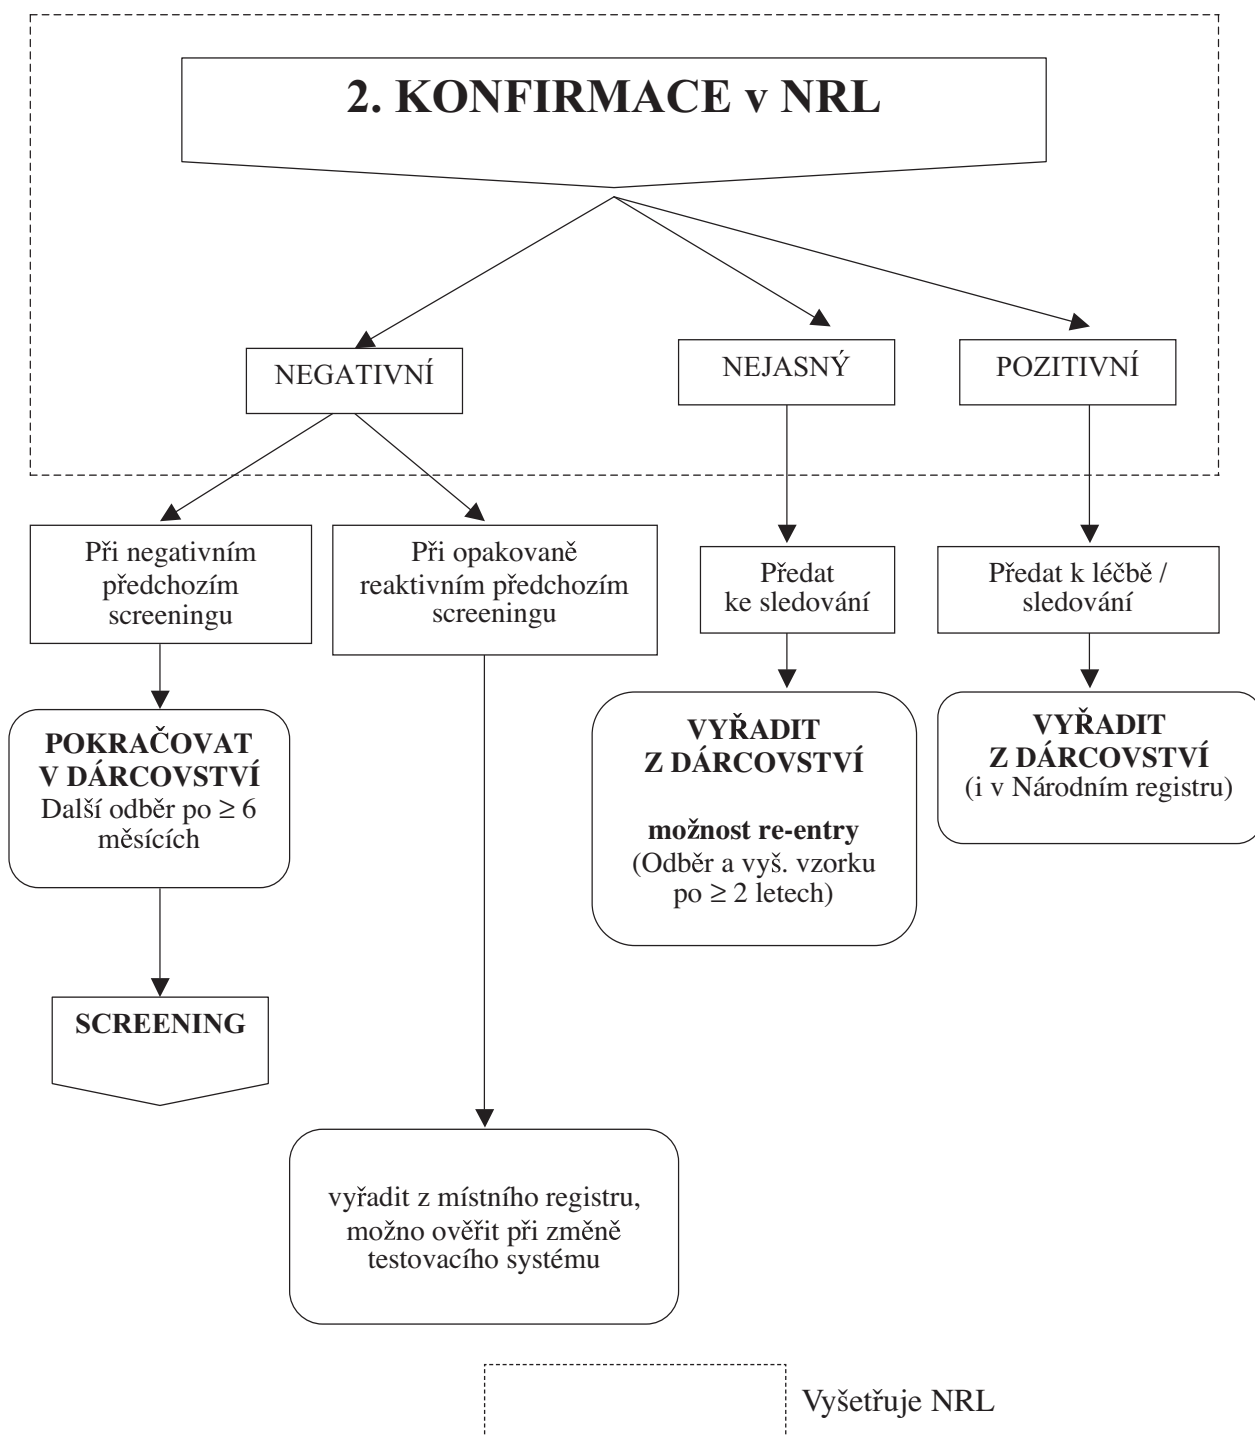 2. KONFIRMACE v NRL
NEGATIVNÍ
NEJASNÝ
POZITIVNÍ
Při negativním
předchozím
screeningu
Při opakovaně
reaktivním předchozím
screeningu
Předat
ke sledování
Předat k léčbě /
sledování
POKRAČOVAT
V DÁRCOVSTVÍ
Další odběr po ≥ 6
měsících
VYŘADIT
Z DÁRCOVSTVÍ
možnost re-entry
(Odběr a vyš. vzorku
po ≥ 2 letech)
VYŘADIT
Z DÁRCOVSTVÍ
(i v Národním registru)
SCREENING
vyřadit z místního registru,
možno ověřit při změně
testovacího systému
Vyšetřuje NRL